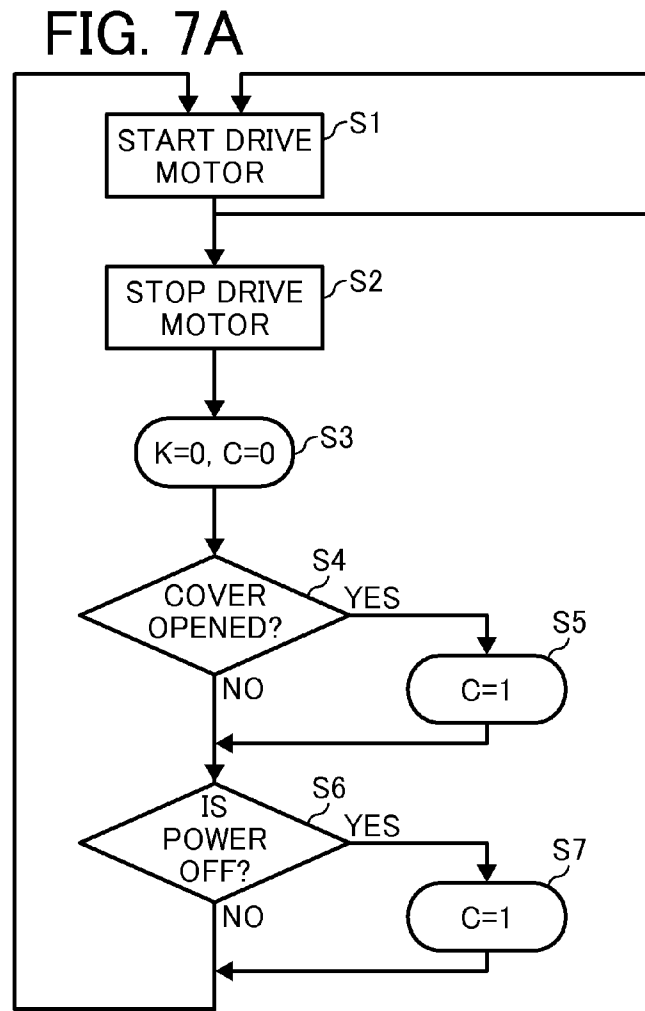 FIG. 7A
START DRIVE
MOTOR
S1
STOP DRIVE
MOTOR
S2
K=0, C=0
S3
COVER
OPENED?
S4
YES
NO
C=1
S5
IS
POWER
OFF?
S6
YES
NO
C=1
S7